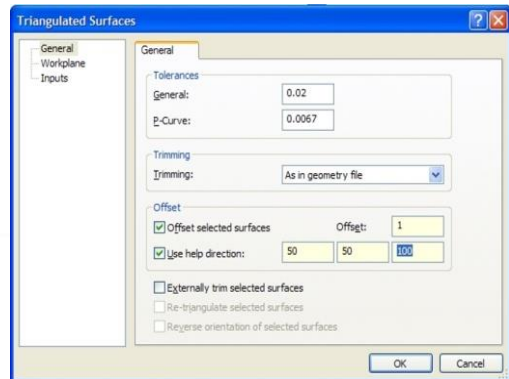 Triangulated Surfaces
General
Workplane
Inputs
General
Tolerances
General: 0.02
P-Curve: 0.0067
Trimming
Trimming: As in geometry file
Offset
Offset selected surfaces Offset: 1
Use help direction: 50 50 100
Externally trim selected surfaces
Re-triangulate selected surfaces
Reverse orientation of selected surfaces
OK Cancel